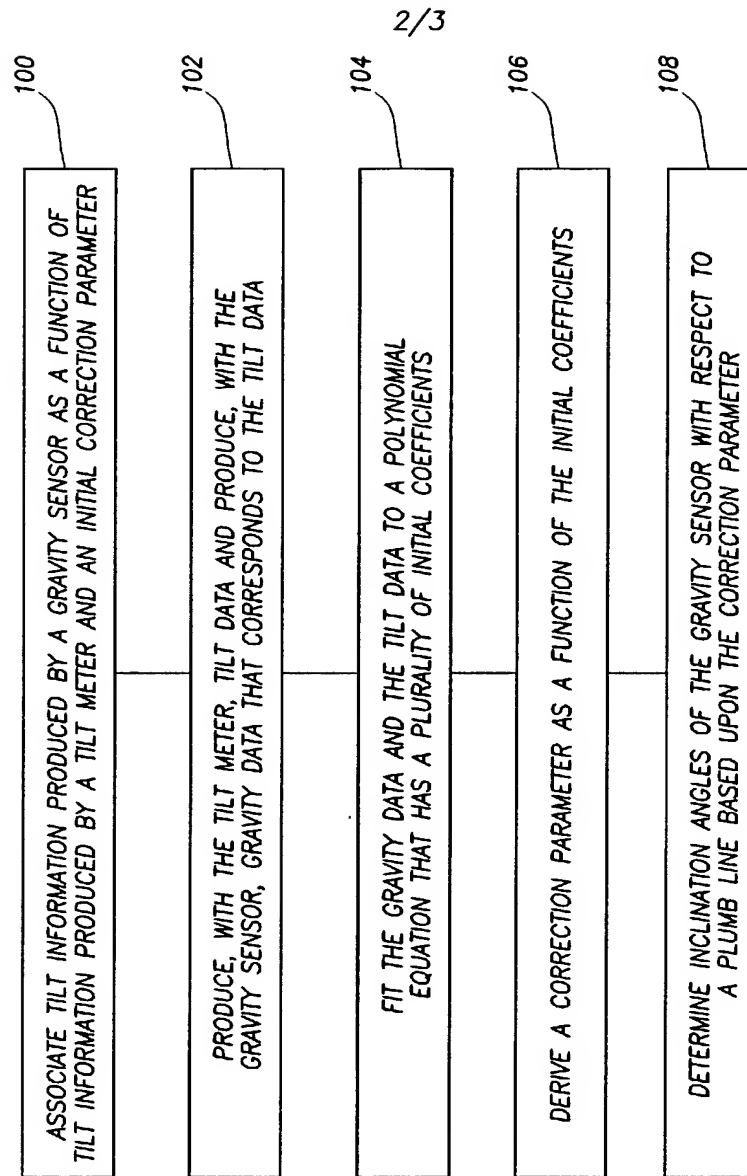 2/3
100
ASSOCIATE TILT INFORMATION PRODUCED BY A GRAVITY SENSOR AS A FUNCTION OF
TILT INFORMATION PRODUCED BY A TILT METER AND AN INITIAL CORRECTION PARAMETER
102
PRODUCE, WITH THE TILT METER, TILT DATA AND PRODUCE, WITH THE
GRAVITY SENSOR, GRAVITY DATA THAT CORRESPONDS TO THE TILT DATA
104
FIT THE GRAVITY DATA AND THE TILT DATA TO A POLYNOMIAL
EQUATION THAT HAS A PLURALITY OF INITIAL COEFFICIENTS
106
DERIVE A CORRECTION PARAMETER AS A FUNCTION OF THE INITIAL COEFFICIENTS
108
DETERMINE INCLINATION ANGLES OF THE GRAVITY SENSOR WITH RESPECT TO
A PLUMB LINE BASED UPON THE CORRECTION PARAMETER